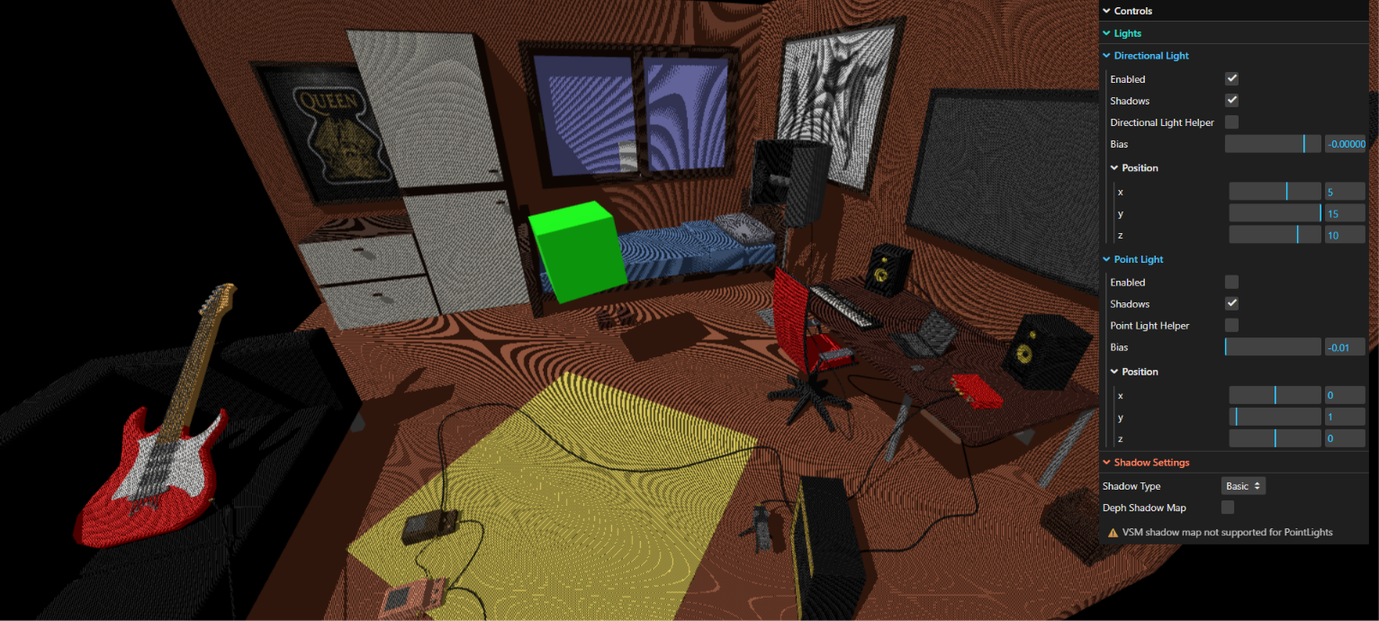 Controls
Lights
Directional Light
Enabled
Shadows
Directional Light Helper
Bias -0.00000
Position
x 5
y 15
z 10
Point Light
Enabled
Shadows
Point Light Helper
Bias -0.01
Position
x 0
y 1
z 0
Shadow Settings
Shadow Type Basic
Deph Shadow Map
VSM shadow map not supported for PointLights
QUEEN